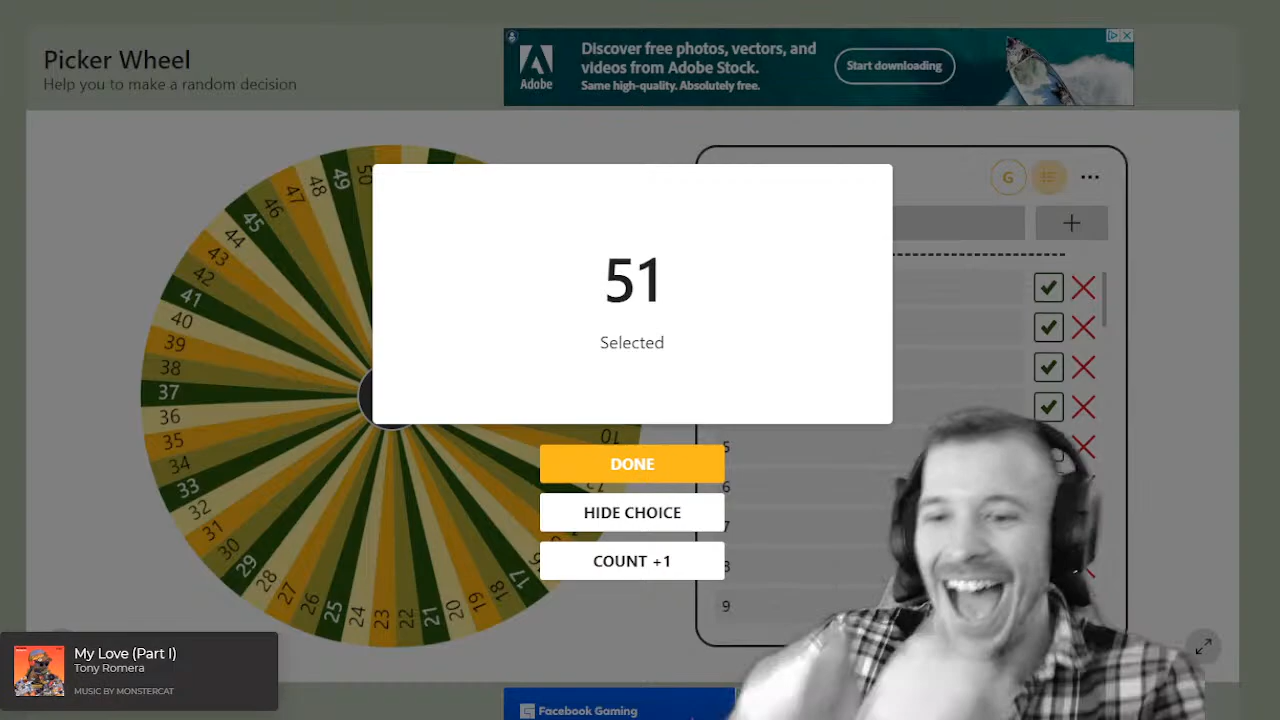 Picker Wheel
Help you to make a random decision
Adobe
Discover free photos, vectors, and
videos from Adobe Stock.
Same high-quality. Absolutely free.
Start downloading
G
51
Selected
DONE
HIDE CHOICE
COUNT +1
50
49
48
47
46
45
44
43
42
41
40
39
38
37
36
35
34
33
32
31
30
29
28
27
26
25
24
23
22
21
20
19
18
17
10
5
6
7
8
9
My Love (Part I)
Tony Romera
MUSIC BY MONSTERCAT
Facebook Gaming